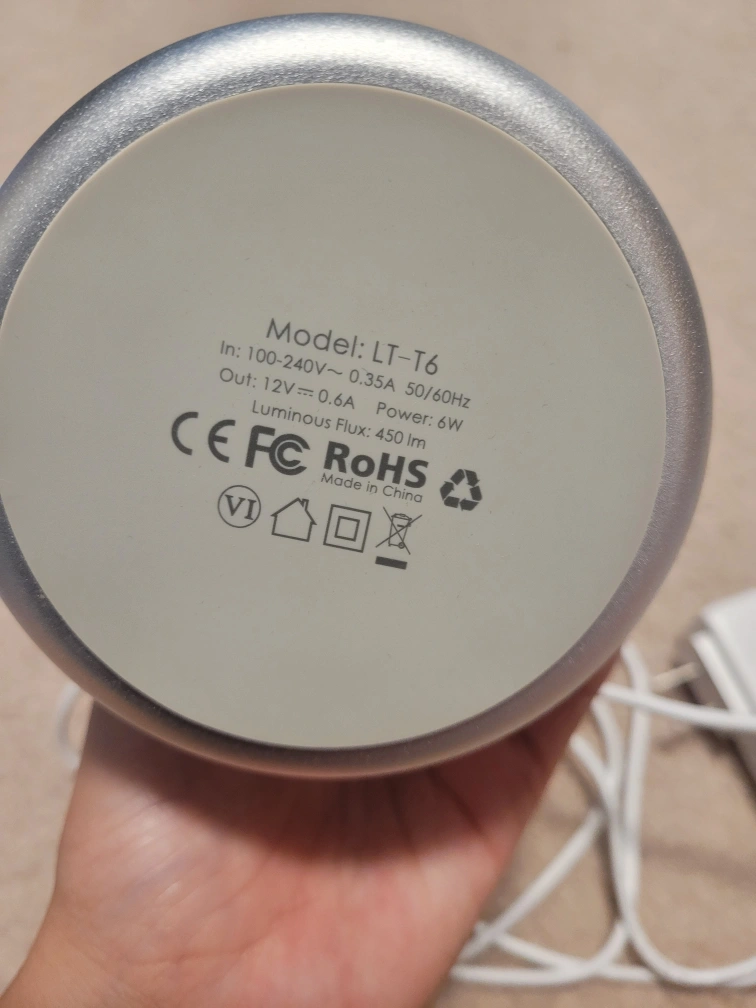 Model: LT-T6
In: 100-240V~ 0.35A 50/60Hz
Out: 12V⎓0.6A Power: 6W
Luminous Flux: 450 lm
CE FC RoHS
Made in China
VI